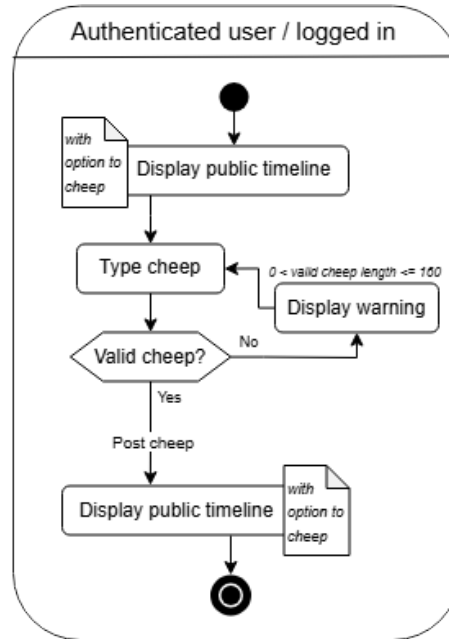 Authenticated user / logged in
with
option to
cheep
Display public timeline
Type cheep
0 < valid cheep length <= 160
Display warning
Valid cheep?
No
Yes
Post cheep
Display public timeline
with
option to
cheep